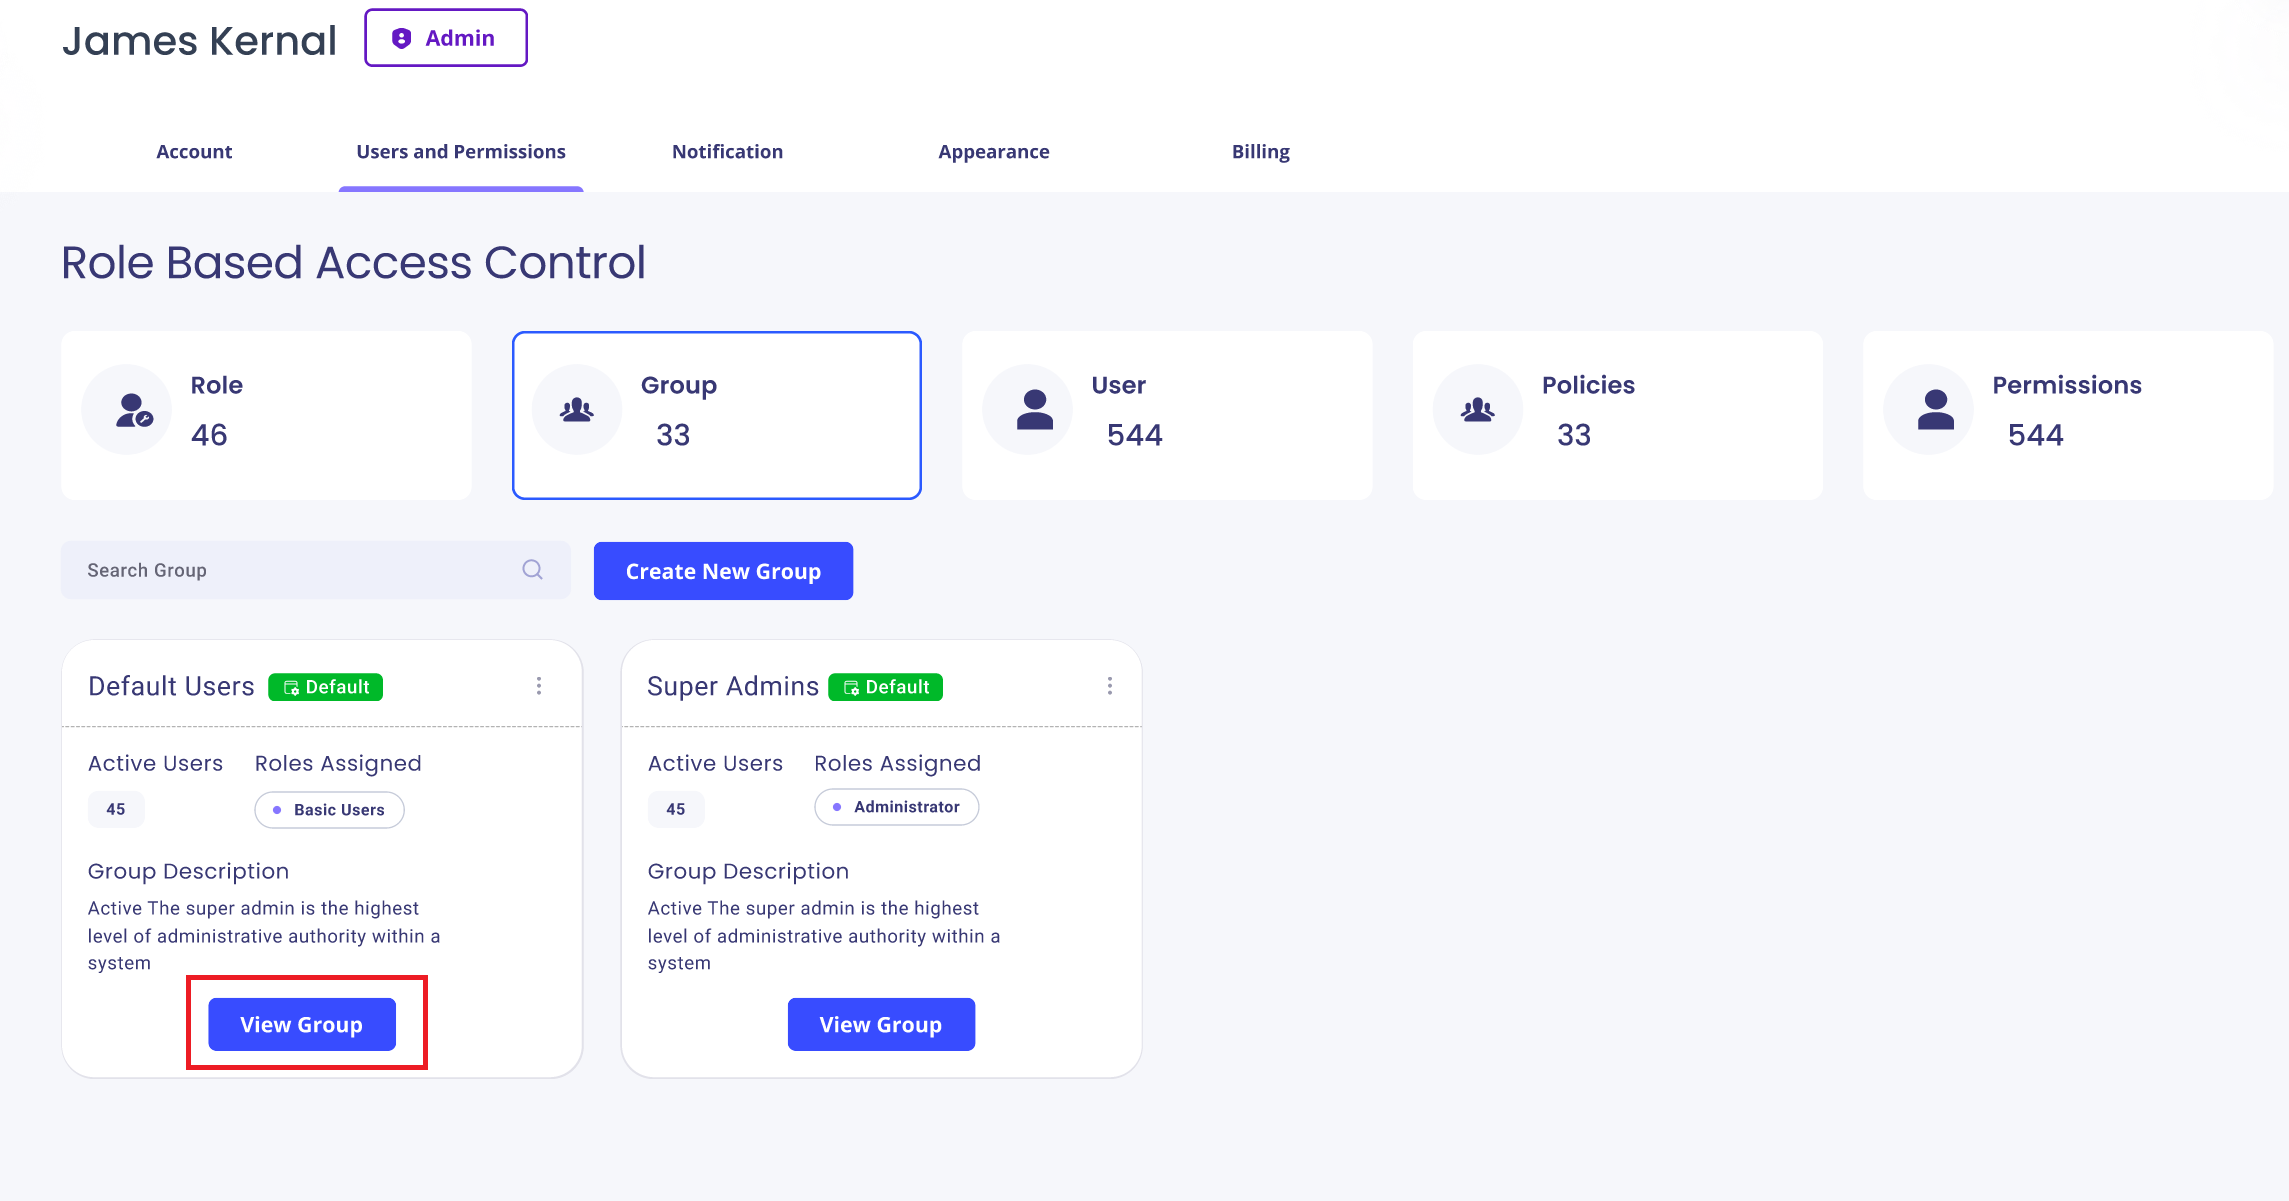 James Kernal
Admin
Account
Users and Permissions
Notification
Appearance
Billing
Role Based Access Control
Role
46
Group
33
User
544
Policies
33
Permissions
544
Search Group
Create New Group
Default Users
Default
Active Users
Roles Assigned
45
Basic Users
Group Description
Active The super admin is the highest
level of administrative authority within a
system
View Group
Super Admins
Default
Active Users
Roles Assigned
45
Administrator
Group Description
Active The super admin is the highest
level of administrative authority within a
system
View Group